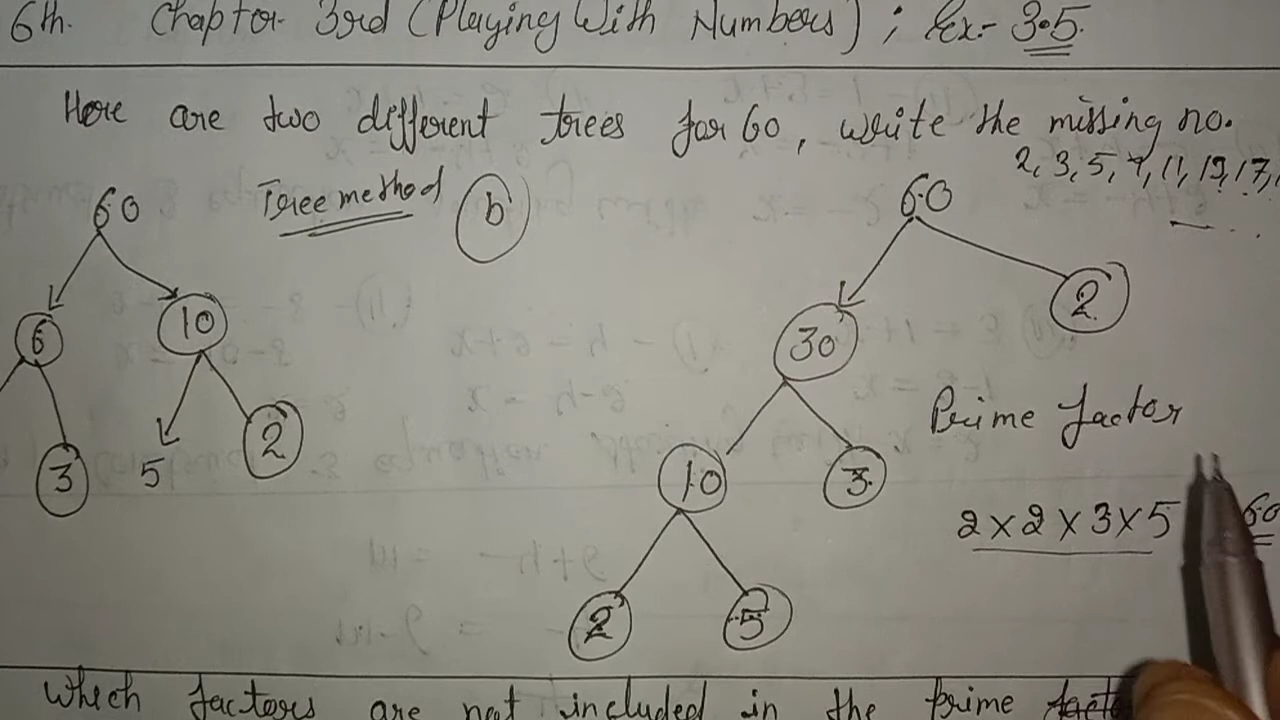 6th. Chapter 3rd (Playing With Numbers) ; Ex- 3.5
Here are two different trees for 60, write the missing no.
2, 3, 5, 7, 11, 13, 17,
60 Tree method (b) 60
6 10 30 2
3 5 2 10 3
Prime factor
2 x 2 x 3 x 5 60
2 5
Which factors are not included in the prime